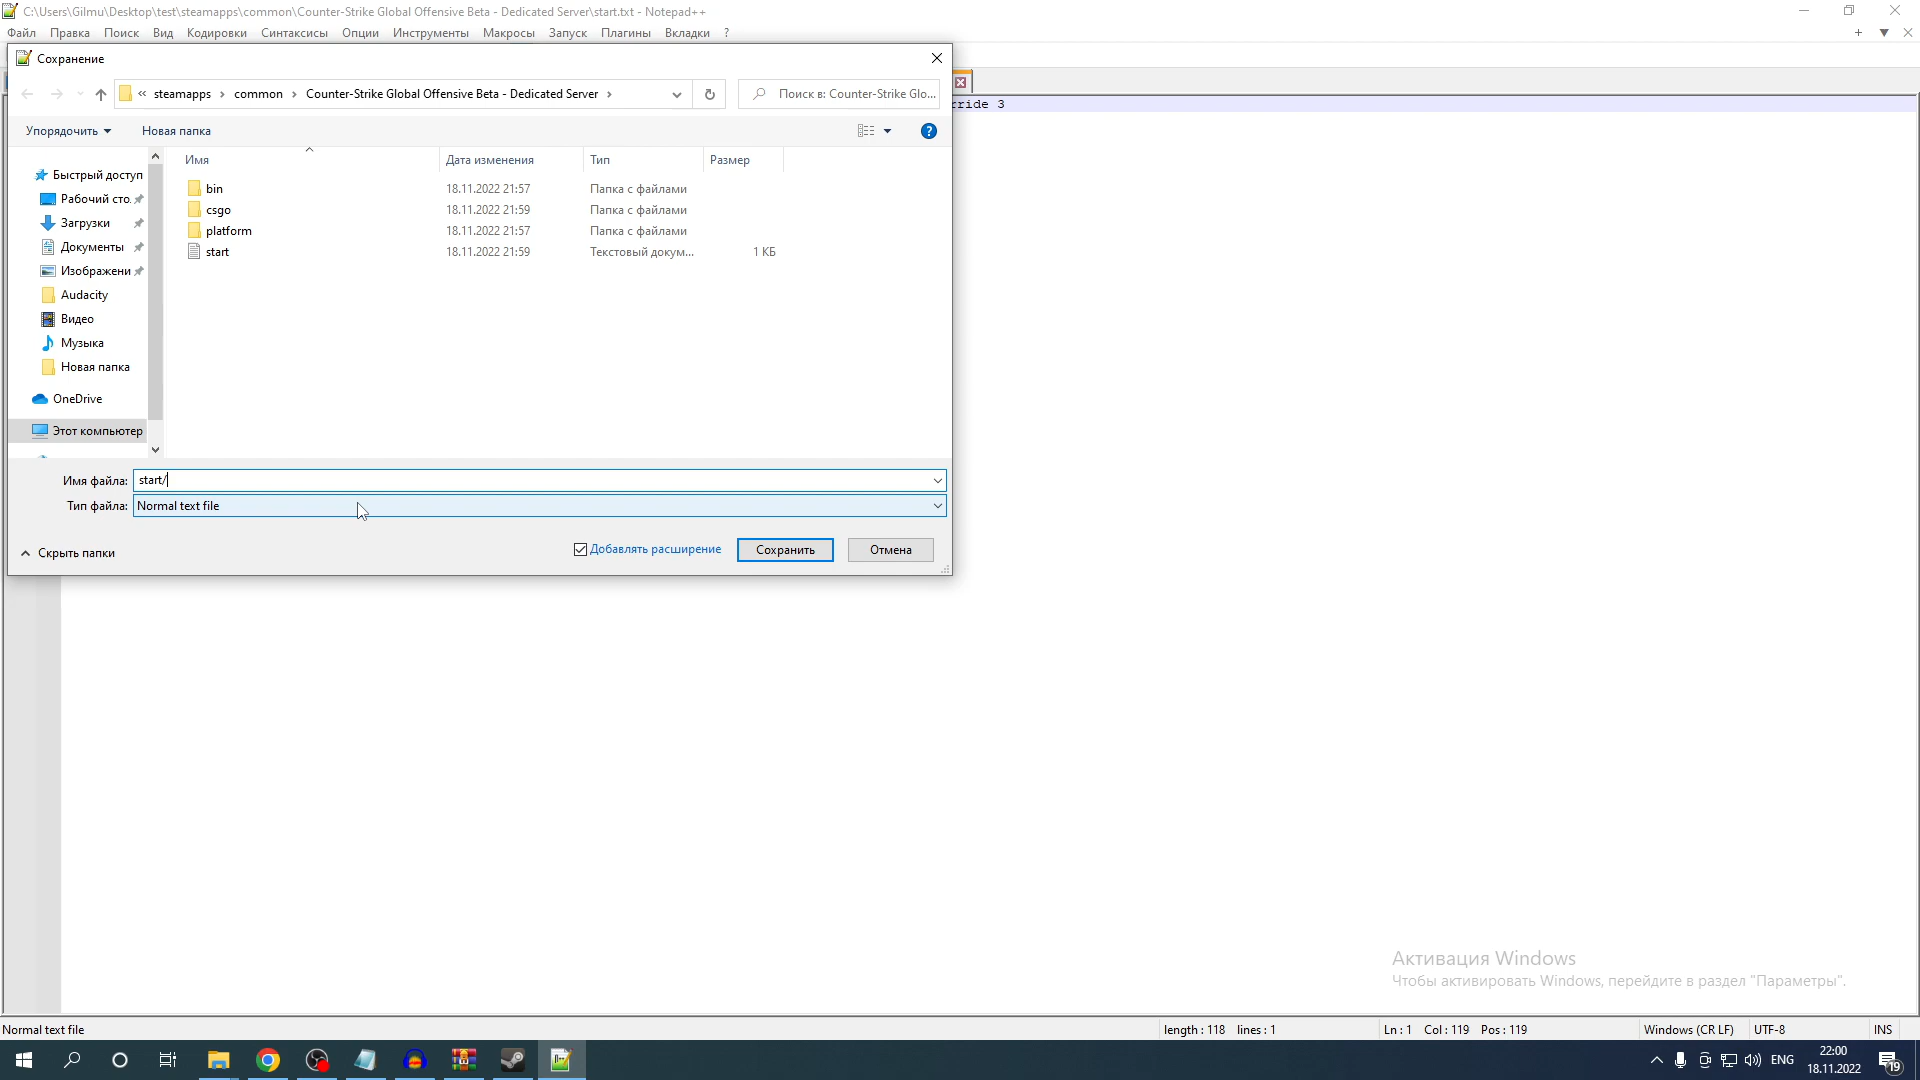 C:\Users\Gilmu\Desktop\test\steamapps\common\Counter-Strike Global Offensive Beta - Dedicated Server\start.txt - Notepad++
Файл Правка Поиск Вид Кодировки Синтаксисы Опции Инструменты Макросы Запуск Плагины Вкладки ?
Сохранение
« steamapps › common › Counter-Strike Global Offensive Beta - Dedicated Server ›
Поиск в: Counter-Strike Glo...
rride 3
Упорядочить
Новая папка
Имя Дата изменения Тип Размер
bin 18.11.2022 21:57 Папка с файлами
csgo 18.11.2022 21:59 Папка с файлами
platform 18.11.2022 21:57 Папка с файлами
start 18.11.2022 21:59 Текстовый докум... 1 КБ
Быстрый доступ
Рабочий сто
Загрузки
Документы
Изображени
Audacity
Видео
Музыка
Новая папка
OneDrive
Этот компьютер
Имя файла: start/
Тип файла: Normal text file
Скрыть папки
Добавлять расширение
Сохранить
Отмена
Активация Windows
Чтобы активировать Windows, перейдите в раздел "Параметры".
Normal text file length : 118 lines : 1 Ln : 1 Col : 119 Pos : 119 Windows (CR LF) UTF-8 INS
ENG
22:00
18.11.2022
19